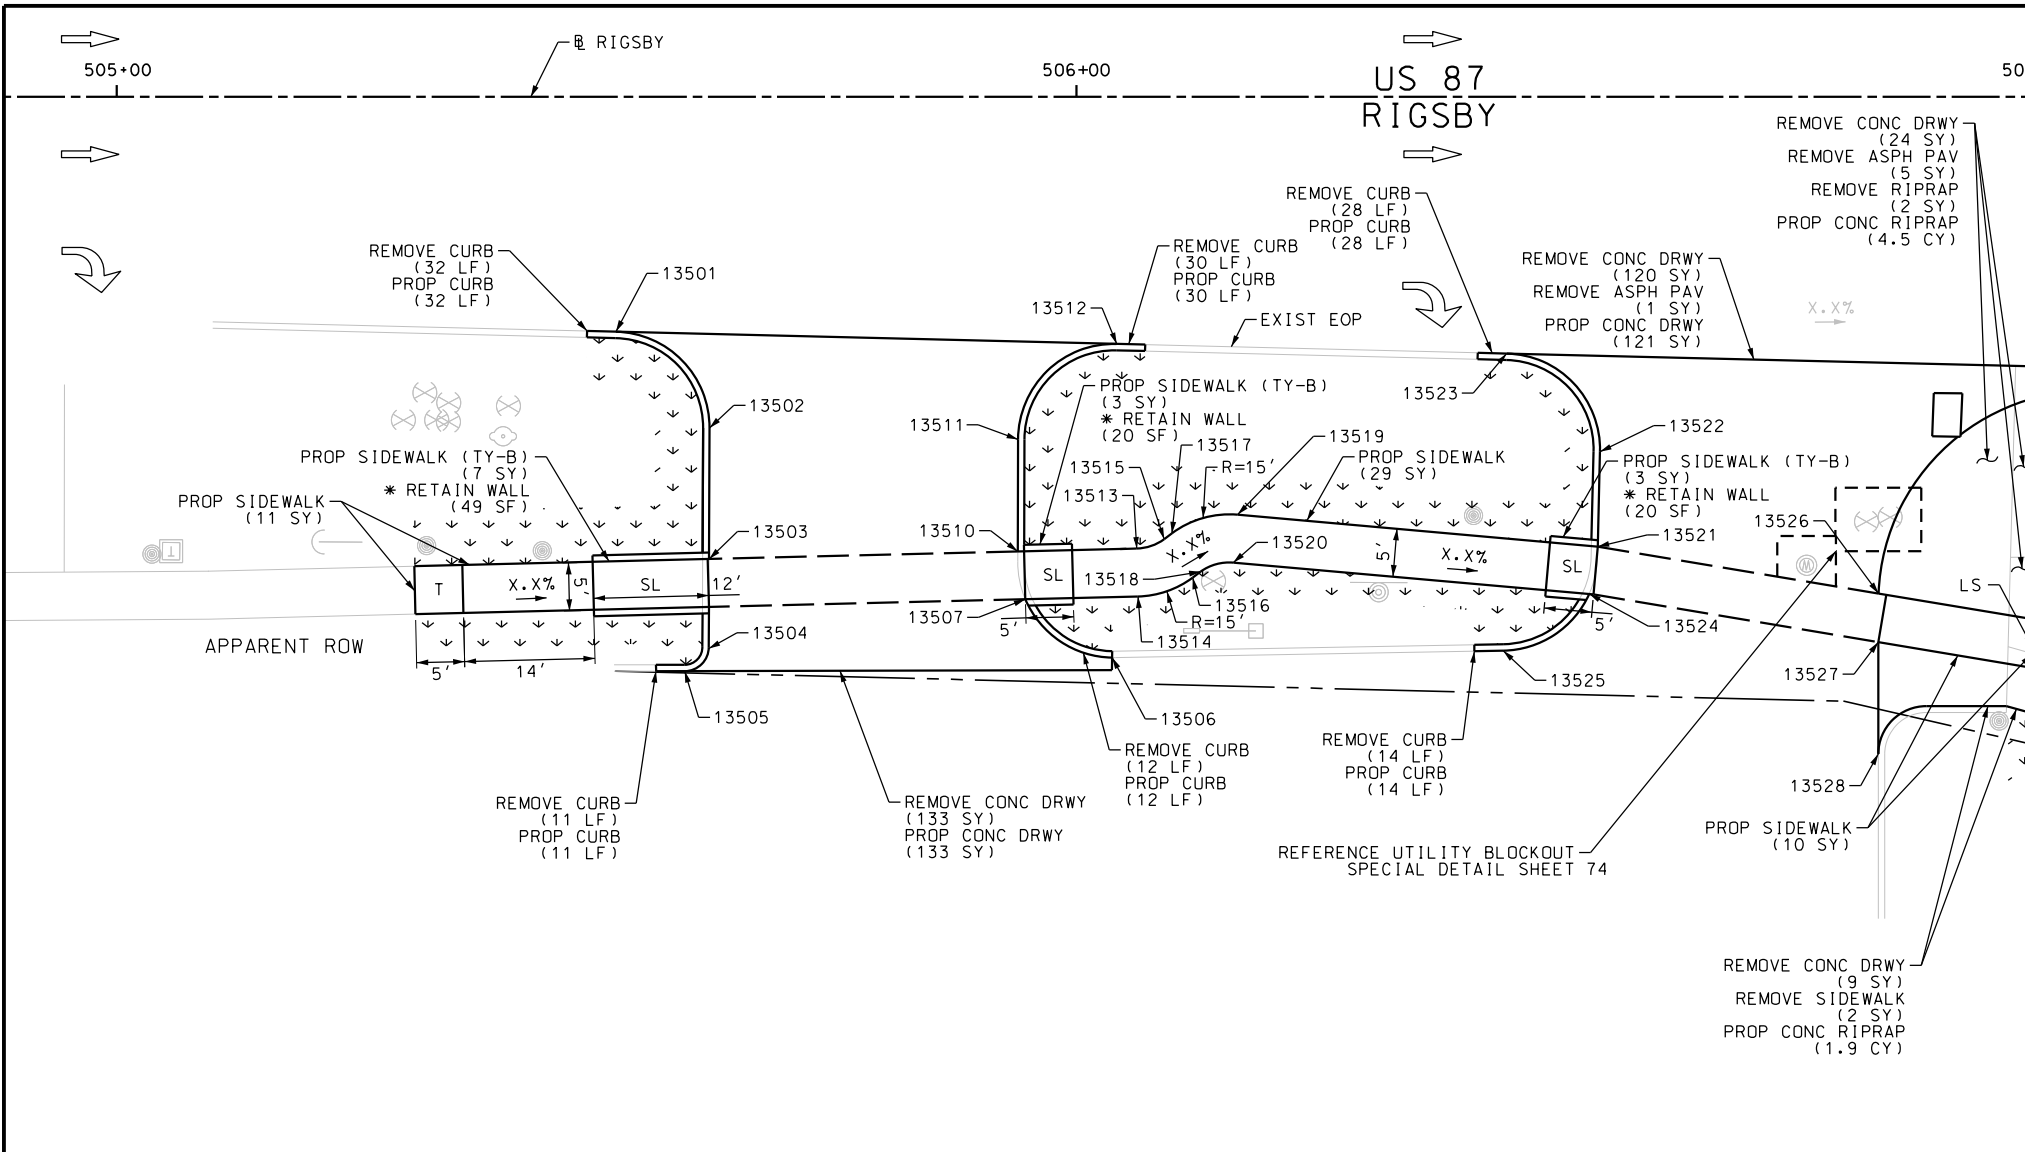 ℄ RIGSBY
505+00
506+00
50
US 87
RIGSBY
REMOVE CONC DRWY
(24 SY)
REMOVE ASPH PAV
(5 SY)
REMOVE RIPRAP
(2 SY)
PROP CONC RIPRAP
(4.5 CY)
REMOVE CURB
(28 LF)
PROP CURB
(28 LF)
REMOVE CURB
(32 LF)
PROP CURB
(32 LF)
13501
REMOVE CURB
(30 LF)
PROP CURB
(30 LF)
13512
EXIST EOP
REMOVE CONC DRWY
(120 SY)
REMOVE ASPH PAV
(1 SY)
PROP CONC DRWY
(121 SY)
X.X%
13502
13511
PROP SIDEWALK (TY-B)
(3 SY)
* RETAIN WALL
(20 SF)
13523
13522
13517
13519
13515
R=15'
13513
PROP SIDEWALK
(29 SY)
PROP SIDEWALK (TY-B)
(3 SY)
* RETAIN WALL
(20 SF)
PROP SIDEWALK (TY-B)
(7 SY)
* RETAIN WALL
(49 SF)
PROP SIDEWALK
(11 SY)
13503
13510
13526
13521
X.X%
13520
5'
X.X%
T
X.X%
5'
SL
12'
SL
13518
SL
W
LS
13507
5'
13516
R=15'
13514
5'
13524
13504
APPARENT ROW
5'
14'
13505
13506
13525
13527
REMOVE CURB
(12 LF)
PROP CURB
(12 LF)
REMOVE CURB
(14 LF)
PROP CURB
(14 LF)
13528
REMOVE CURB
(11 LF)
PROP CURB
(11 LF)
REMOVE CONC DRWY
(133 SY)
PROP CONC DRWY
(133 SY)
PROP SIDEWALK
(10 SY)
REFERENCE UTILITY BLOCKOUT
SPECIAL DETAIL SHEET 74
REMOVE CONC DRWY
(9 SY)
REMOVE SIDEWALK
(2 SY)
PROP CONC RIPRAP
(1.9 CY)